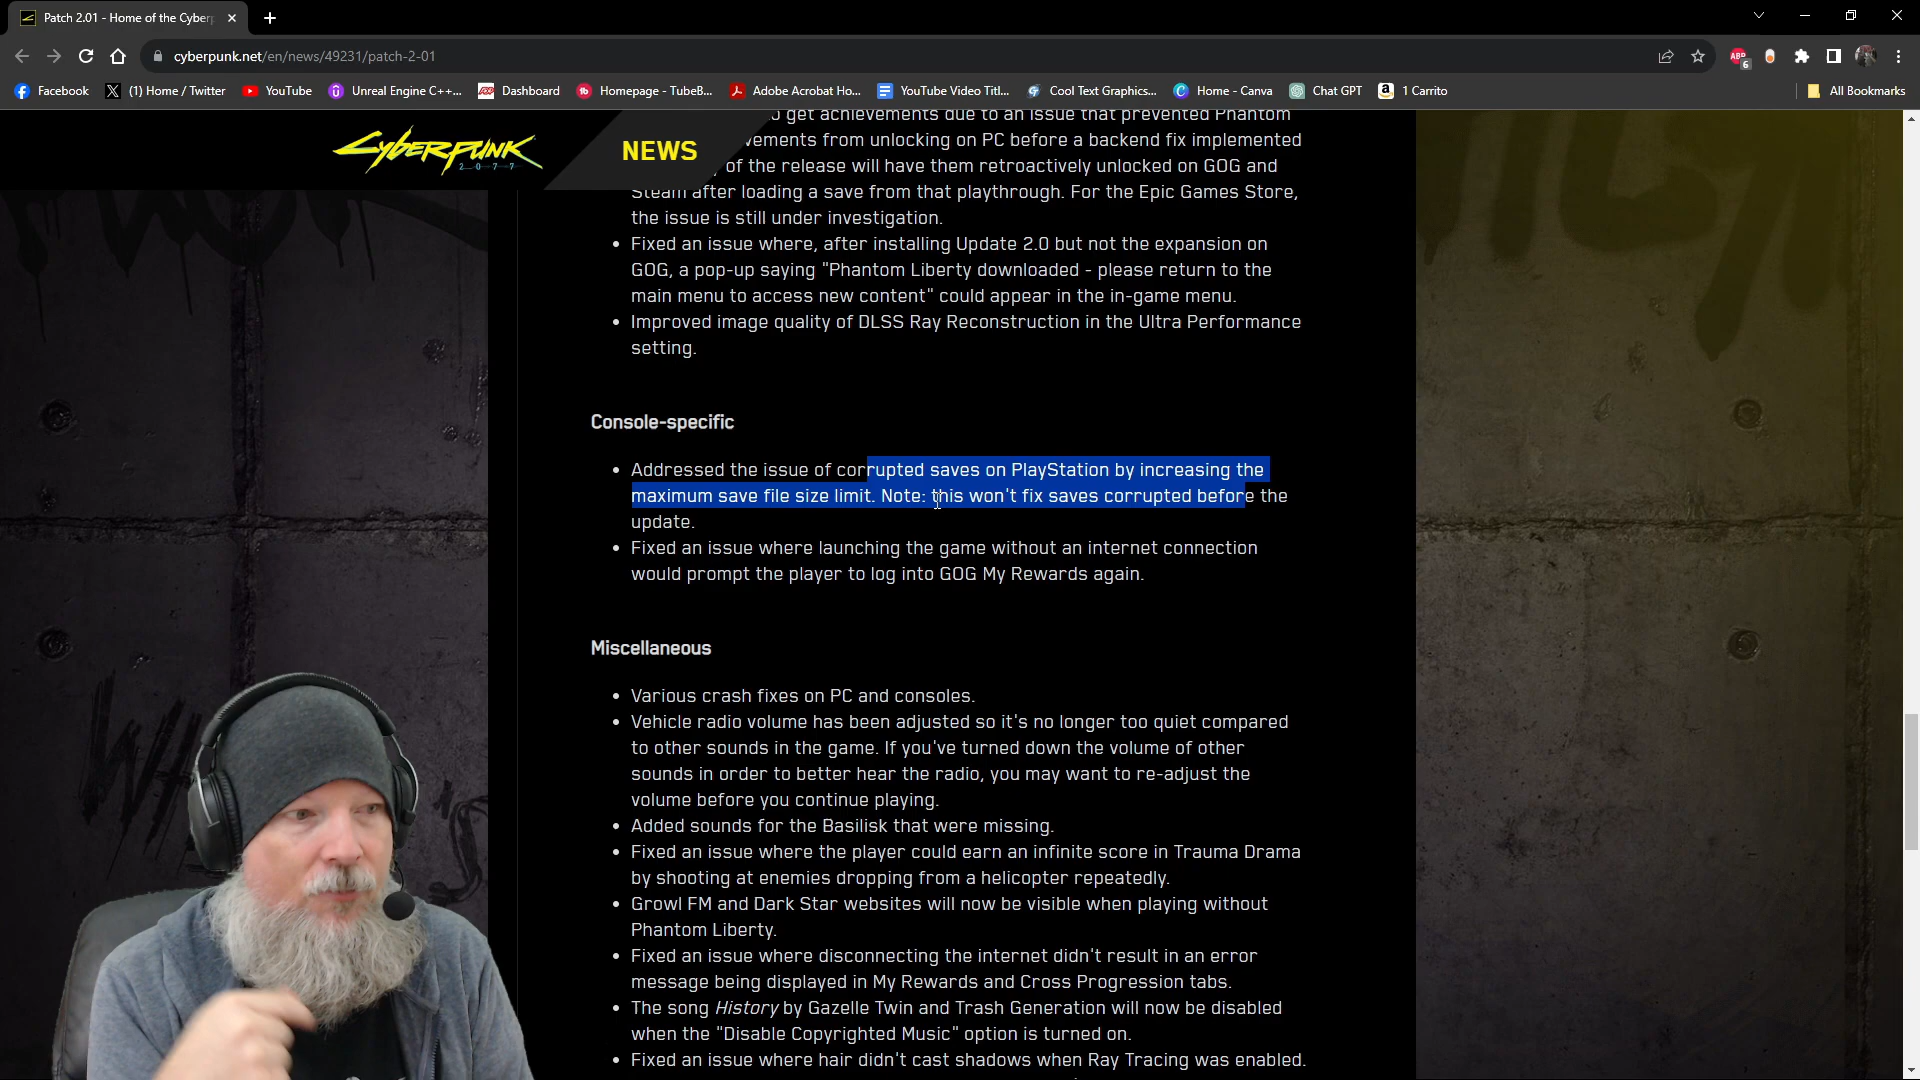 Patch 2.01 - Home of the Cyberp
cyberpunk.net/en/news/49231/patch-2-01
ABP
6
Facebook
(1) Home / Twitter
YouTube
Unreal Engine C++...
Dashboard
Homepage - TubeB...
Adobe Acrobat Ho...
YouTube Video Titl...
Cool Text Graphics...
Home - Canva
Chat GPT
1 Carrito
All Bookmarks
Cyberpunk
2077
NEWS
o get achievements due to an issue that prevented Phantom
vements from unlocking on PC before a backend fix implemented
of the release will have them retroactively unlocked on GOG and
Steam after loading a save from that playthrough. For the Epic Games Store,
the issue is still under investigation.
• Fixed an issue where, after installing Update 2.0 but not the expansion on
GOG, a pop-up saying "Phantom Liberty downloaded - please return to the
main menu to access new content" could appear in the in-game menu.
• Improved image quality of DLSS Ray Reconstruction in the Ultra Performance
setting.
Console-specific
• Addressed the issue of corrupted saves on PlayStation by increasing the
maximum save file size limit. Note: this won't fix saves corrupted before the
update.
• Fixed an issue where launching the game without an internet connection
would prompt the player to log into GOG My Rewards again.
Miscellaneous
• Various crash fixes on PC and consoles.
• Vehicle radio volume has been adjusted so it's no longer too quiet compared
to other sounds in the game. If you've turned down the volume of other
sounds in order to better hear the radio, you may want to re-adjust the
volume before you continue playing.
• Added sounds for the Basilisk that were missing.
• Fixed an issue where the player could earn an infinite score in Trauma Drama
by shooting at enemies dropping from a helicopter repeatedly.
• Growl FM and Dark Star websites will now be visible when playing without
Phantom Liberty.
• Fixed an issue where disconnecting the internet didn't result in an error
message being displayed in My Rewards and Cross Progression tabs.
• The song History by Gazelle Twin and Trash Generation will now be disabled
when the "Disable Copyrighted Music" option is turned on.
• Fixed an issue where hair didn't cast shadows when Ray Tracing was enabled.